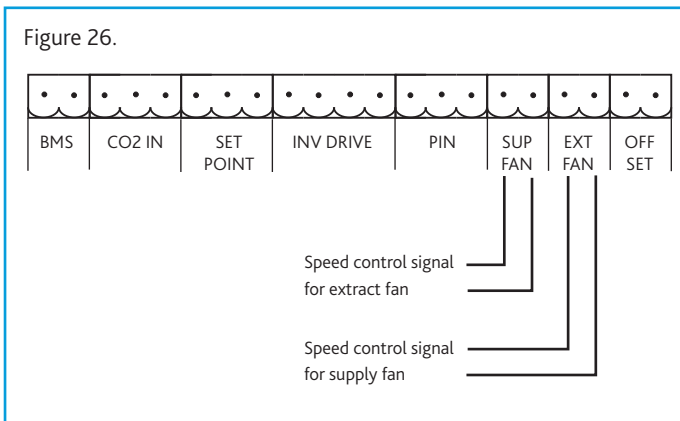 Figure 26.
BMS CO2 IN SET INV DRIVE PIN SUP EXT OFF
POINT FAN FAN SET
Speed control signal
for extract fan
Speed control signal
for supply fan